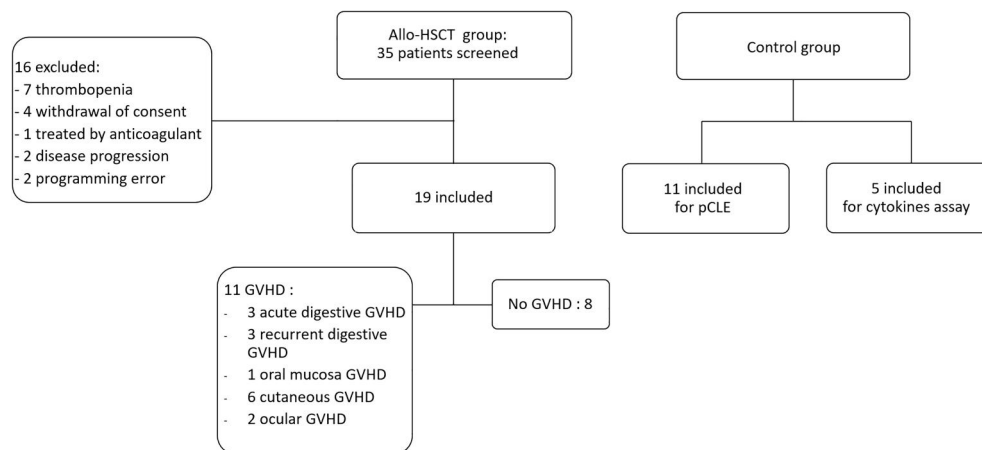 Allo-HSCT group:
35 patients screened
Control group
16 excluded:
- 7 thrombopenia
- 4 withdrawal of consent
- 1 treated by anticoagulant
- 2 disease progression
- 2 programming error
19 included
11 included
for pCLE
5 included
for cytokines assay
11 GVHD :
- 3 acute digestive GVHD
- 3 recurrent digestive
GVHD
- 1 oral mucosa GVHD
- 6 cutaneous GVHD
- 2 ocular GVHD
No GVHD : 8